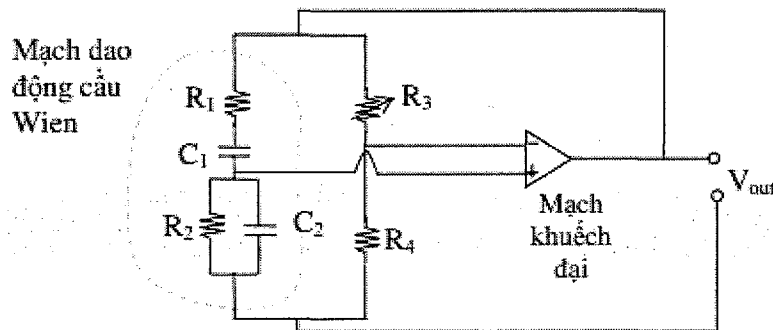 Mạch dao
động cầu
Wien
R1
R3
C1
R2
C2
R4
−
+
Vout
Mạch
khuếch
đại